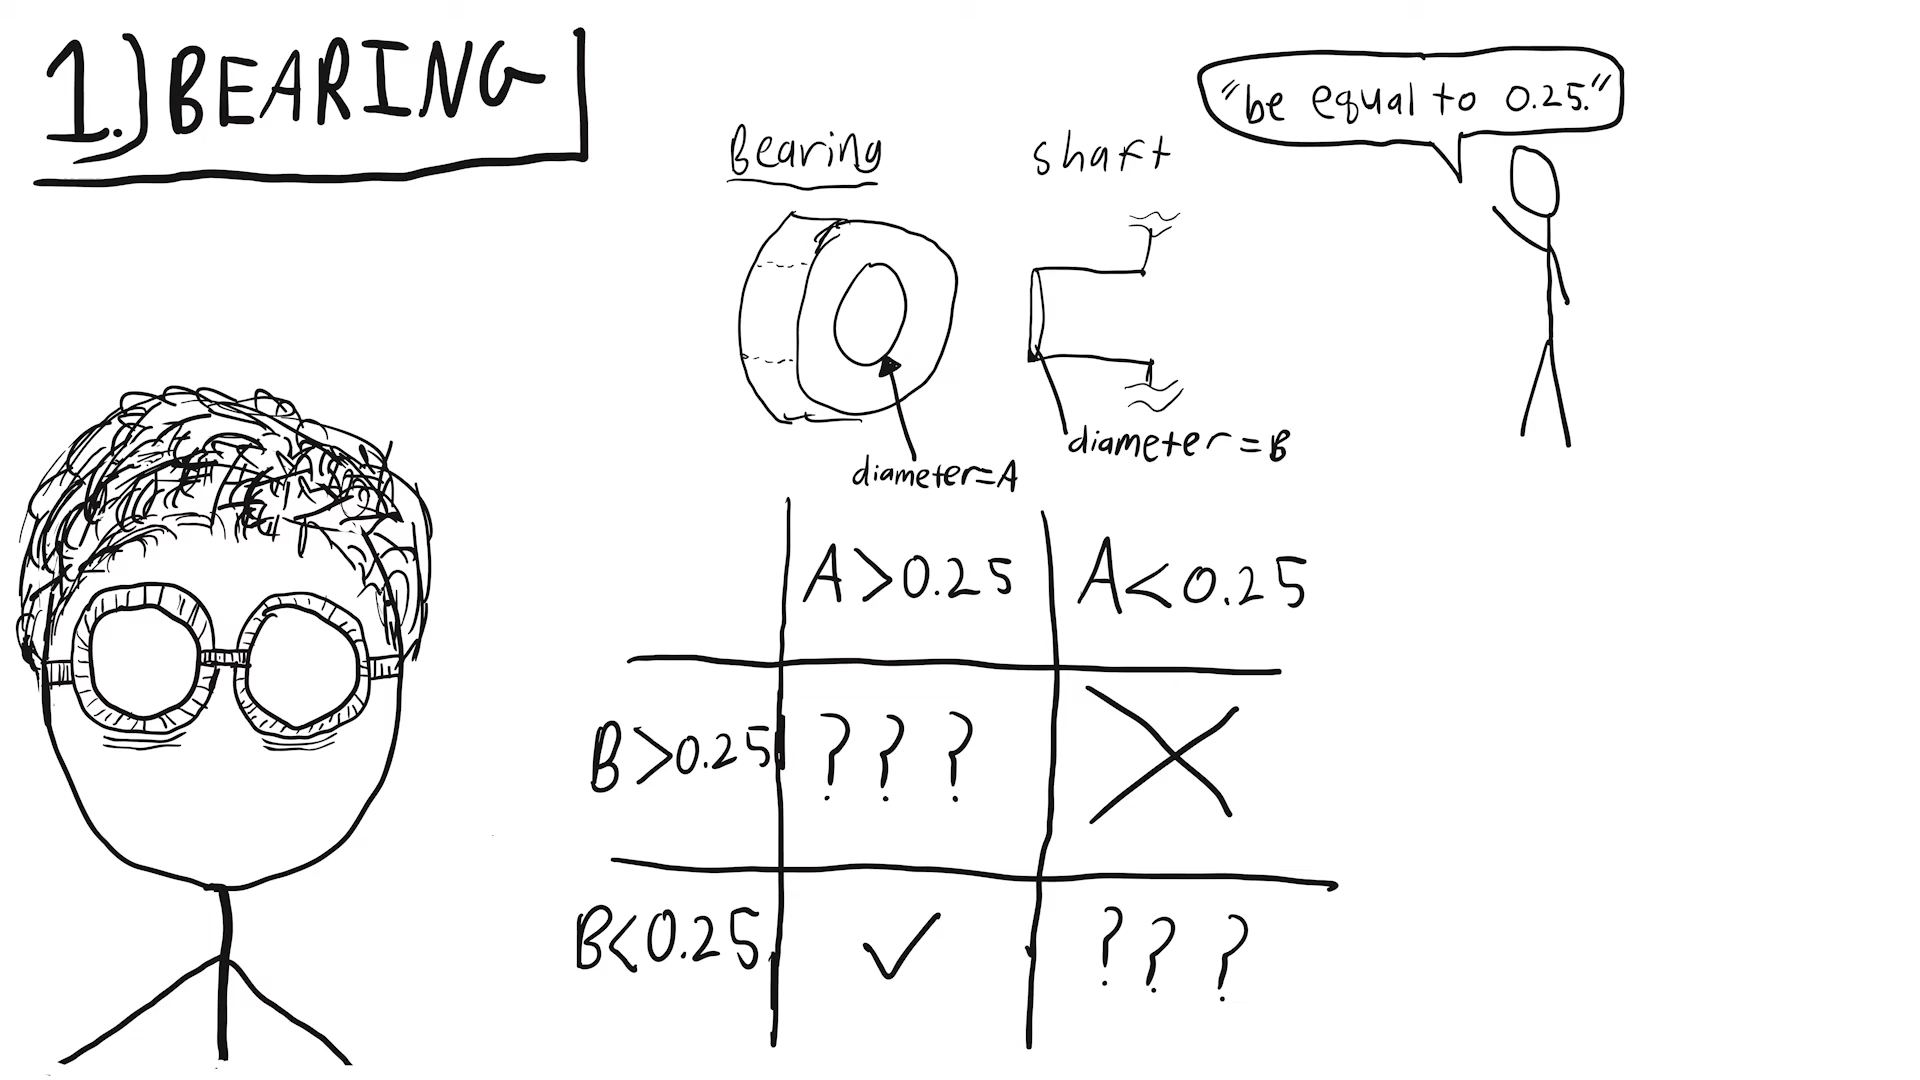 1.) BEARING
"be equal to 0.25."
Bearing
shaft
diameter=A
diameter=B
A>0.25
A<0.25
B>0.25
? ? ?
B<0.25
? ? ?